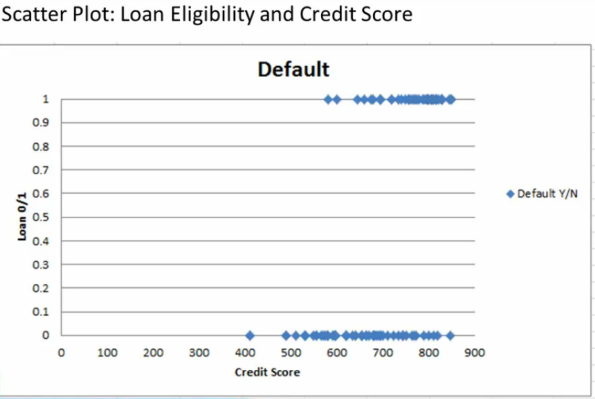 Scatter Plot: Loan Eligibility and Credit Score
Default
1
0.9
0.8
0.7
0.6
0.5
0.4
0.3
0.2
0.1
0
Loan 0/1
Default Y/N
0 100 200 300 400 500 600 700 800 900
Credit Score